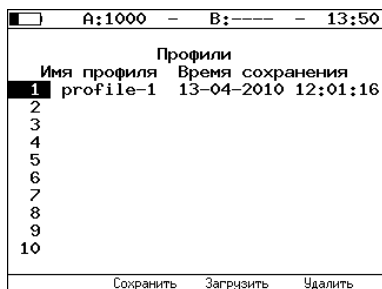 A:1000 – B:---- – 13:50
Профили
Имя профиля Время сохранения
1 profile-1 13-04-2010 12:01:16
2
3
4
5
6
7
8
9
10
Сохранить Загрузить Удалить